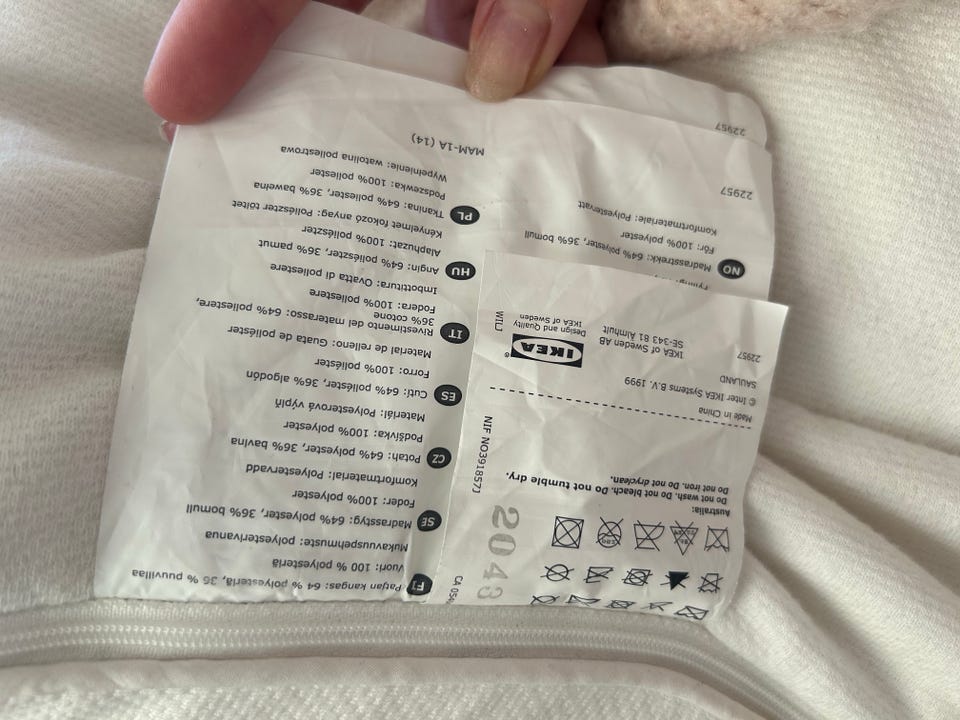 Australia:
Do not wash. Do not bleach. Do not tumble dry.
Do not iron. Do not dryclean.
2043
Made in China
© Inter IKEA Systems B.V. 1999
SAULAND
22957
IKEA of Sweden AB
SE-343 81 Älmhult
IKEA ®
Design and Quality
IKEA of Sweden
NO Madrasstrekk: 64% polyester, 36% bomull
Fôr: 100% polyester
Komfortmateriale: Polyestervatt
22957
22957
FI Patjan kangas: 64 % polyesteriä, 36 % puuvillaa
Vuori: 100 % polyesteriä
Mukavuuspehmuste: polyesterivanua
SE Madrasstyg: 64% polyester, 36% bomull
Foder: 100% polyester
Komfortmaterial: Polyestervadd
CZ Potah: 64% polyester, 36% bavlna
Podšívka: 100% polyester
Materiál: Polyesterová výplň
ES Cutí: 64% poliéster, 36% algodón
Forro: 100% poliéster
Material de relleno: Guata de poliéster
IT Rivestimento del materasso: 64% poliestere,
36% cotone
Fodera: 100% poliestere
Imbottitura: Ovatta di poliestere
HU Angin: 64% poliészter, 36% pamut
Alaphuzat: 100% poliészter
Kényelmet fokozó anyag: Poliészter töltet
PL Tkanina: 64% poliester, 36% bawełna
Podszewka: 100% poliester
Wypełnienie: watolina poliestrowa
MAM-1A (14)